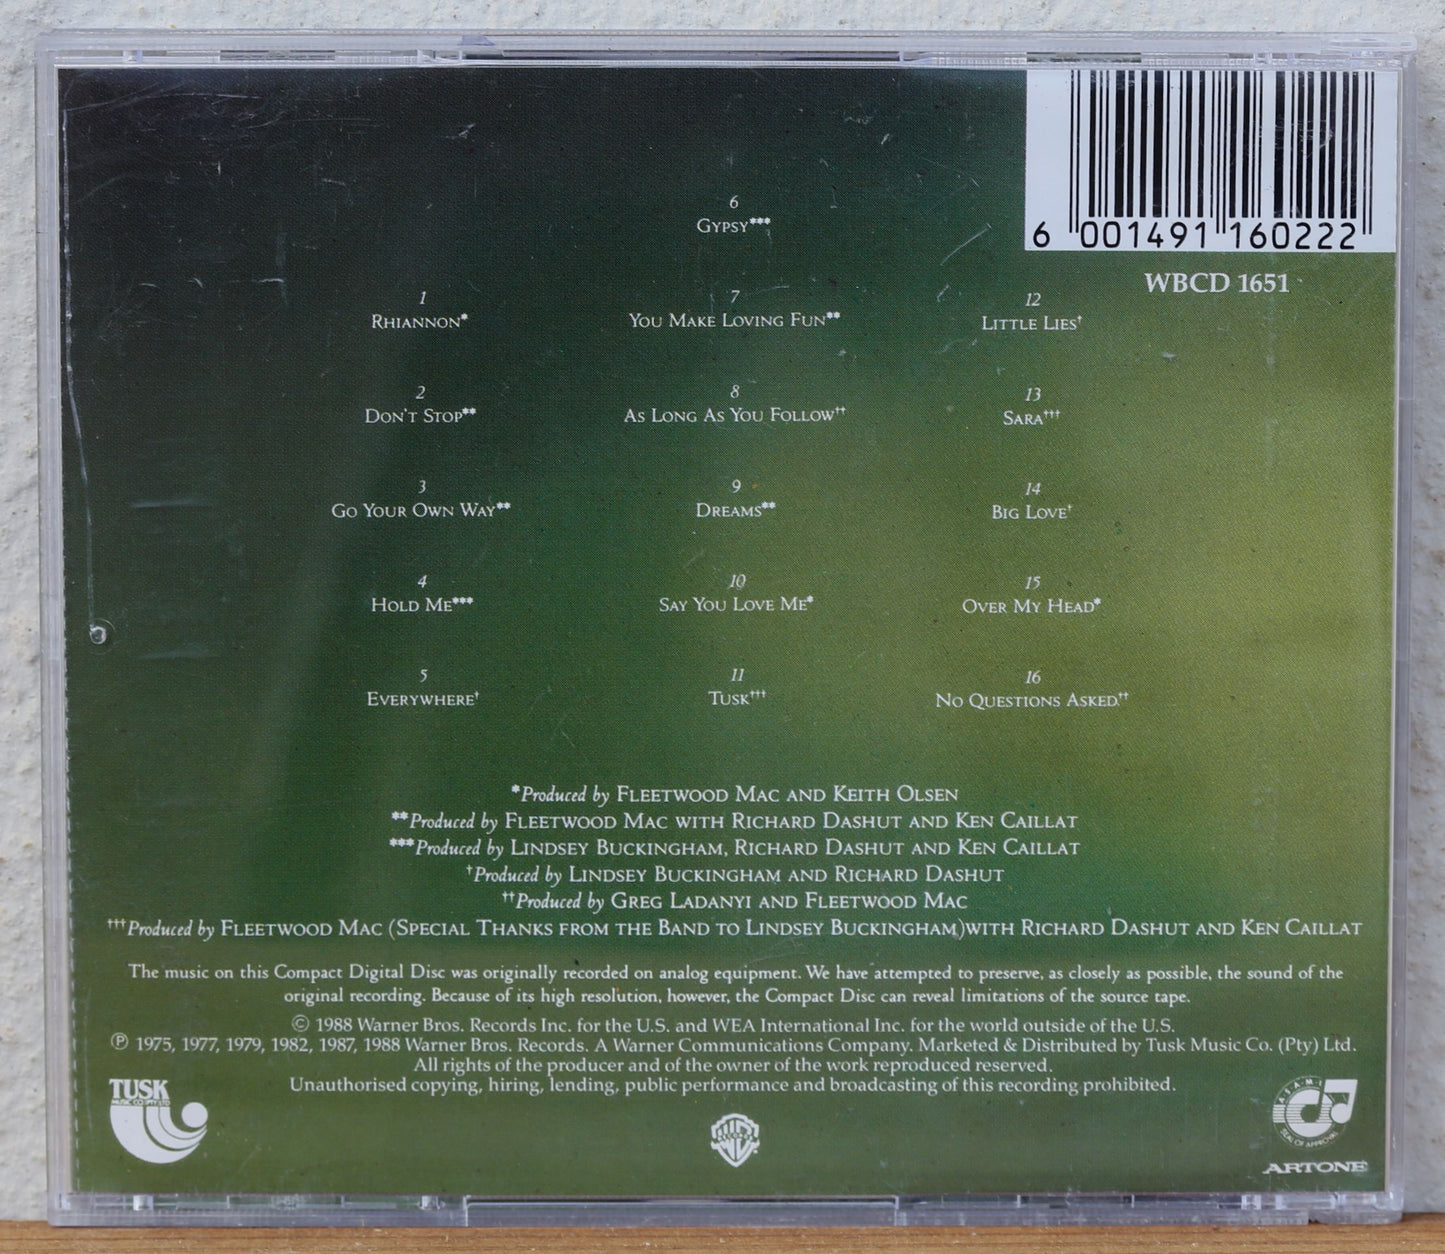 6 001491 160222
WBCD 1651
1
Rhiannon*
2
Don't Stop**
3
Go Your Own Way**
4
Hold Me***
5
Everywhere†
6
Gypsy***
7
You Make Loving Fun**
8
As Long As You Follow††
9
Dreams**
10
Say You Love Me*
11
Tusk†††
12
Little Lies†
13
Sara†††
14
Big Love†
15
Over My Head*
16
No Questions Asked††
*Produced by Fleetwood Mac and Keith Olsen
**Produced by Fleetwood Mac with Richard Dashut and Ken Caillat
***Produced by Lindsey Buckingham, Richard Dashut and Ken Caillat
†Produced by Lindsey Buckingham and Richard Dashut
††Produced by Greg Ladanyi and Fleetwood Mac
†††Produced by Fleetwood Mac (Special Thanks from the Band to Lindsey Buckingham)with Richard Dashut and Ken Caillat
The music on this Compact Digital Disc was originally recorded on analog equipment. We have attempted to preserve, as closely as possible, the sound of the
original recording. Because of its high resolution, however, the Compact Disc can reveal limitations of the source tape.
© 1988 Warner Bros. Records Inc. for the U.S. and WEA International Inc. for the world outside of the U.S.
℗ 1975, 1977, 1979, 1982, 1987, 1988 Warner Bros. Records. A Warner Communications Company. Marketed & Distributed by Tusk Music Co. (Pty) Ltd.
All rights of the producer and of the owner of the work reproduced reserved.
Unauthorised copying, hiring, lending, public performance and broadcasting of this recording prohibited.
TUSK
MUSIC CO (PTY) LTD
RECORDS
A·S·A·M·I
SEAL OF APPROVAL
ARTONE